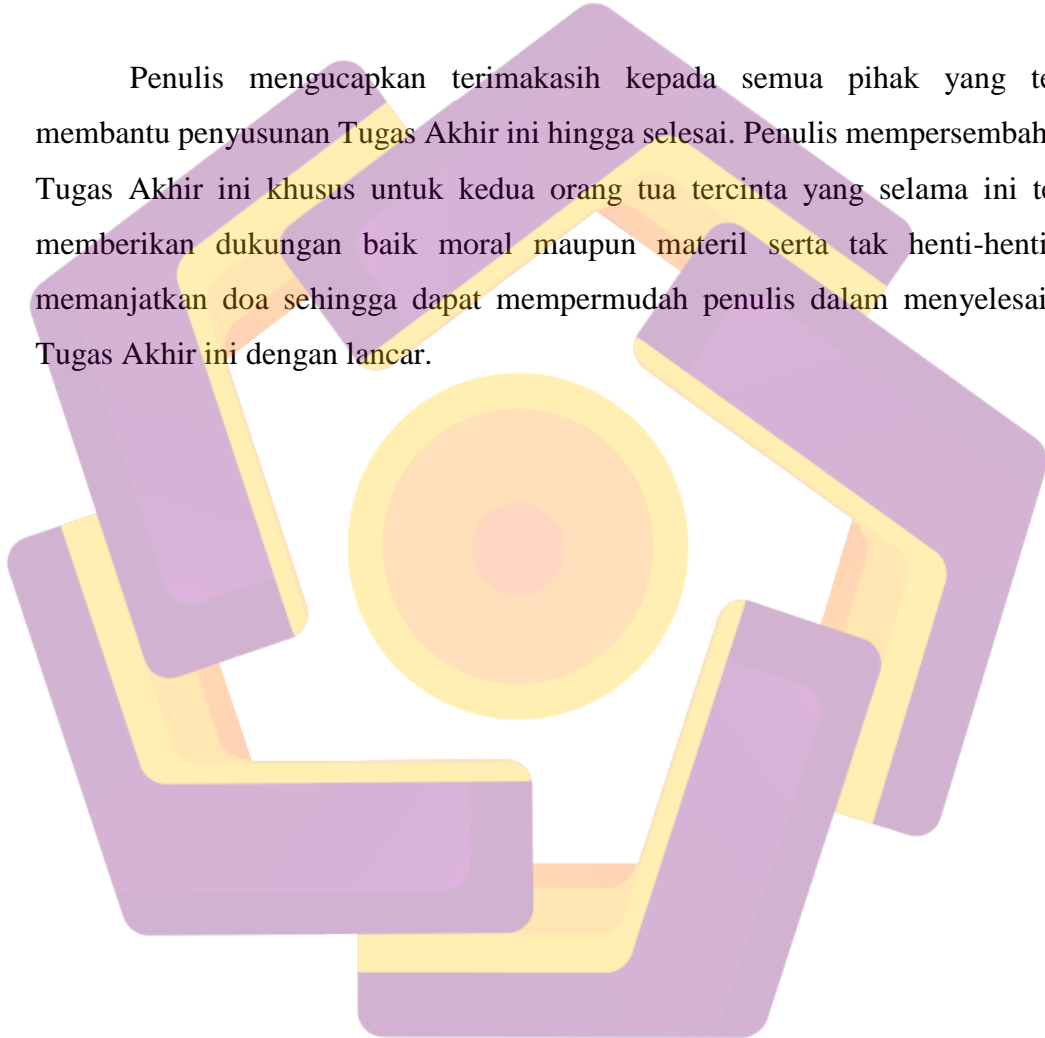 Penulis mengucapkan terimakasih kepada semua pihak yang te
membantu penyusunan Tugas Akhir ini hingga selesai. Penulis mempersembah
Tugas Akhir ini khusus untuk kedua orang tua tercinta yang selama ini te
memberikan dukungan baik moral maupun materil serta tak henti-henti
memanjatkan doa sehingga dapat mempermudah penulis dalam menyelesai
Tugas Akhir ini dengan lancar.